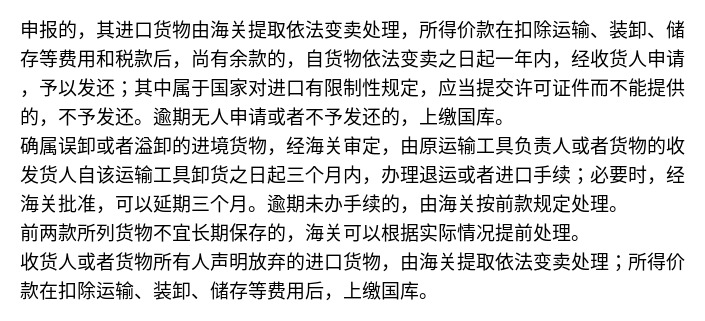 申报的，其进口货物由海关提取依法变卖处理，所得价款在扣除运输、装卸、储
存等费用和税款后，尚有余款的，自货物依法变卖之日起一年内，经收货人申请
，予以发还；其中属于国家对进口有限制性规定，应当提交许可证件而不能提供
的，不予发还。逾期无人申请或者不予发还的，上缴国库。
确属误卸或者溢卸的进境货物，经海关审定，由原运输工具负责人或者货物的收
发货人自该运输工具卸货之日起三个月内，办理退运或者进口手续；必要时，经
海关批准，可以延期三个月。逾期未办手续的，由海关按前款规定处理。
前两款所列货物不宜长期保存的，海关可以根据实际情况提前处理。
收货人或者货物所有人声明放弃的进口货物，由海关提取依法变卖处理；所得价
款在扣除运输、装卸、储存等费用后，上缴国库。